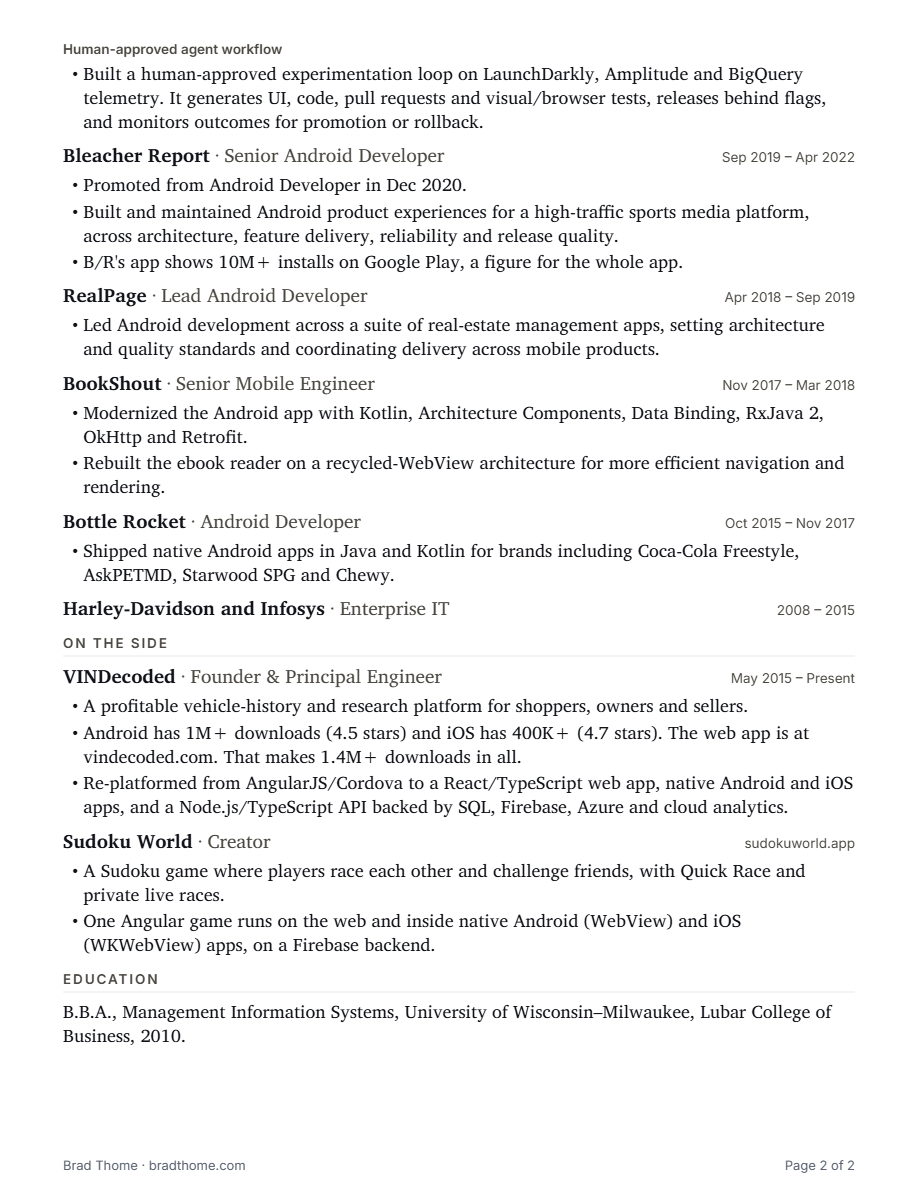 Human-approved agent workflow
• Built a human-approved experimentation loop on LaunchDarkly, Amplitude and BigQuery
telemetry. It generates UI, code, pull requests and visual/browser tests, releases behind flags,
and monitors outcomes for promotion or rollback.
Bleacher Report · Senior Android Developer Sep 2019 – Apr 2022
• Promoted from Android Developer in Dec 2020.
• Built and maintained Android product experiences for a high-traffic sports media platform,
across architecture, feature delivery, reliability and release quality.
• B/R's app shows 10M+ installs on Google Play, a figure for the whole app.
RealPage · Lead Android Developer Apr 2018 – Sep 2019
• Led Android development across a suite of real-estate management apps, setting architecture
and quality standards and coordinating delivery across mobile products.
BookShout · Senior Mobile Engineer Nov 2017 – Mar 2018
• Modernized the Android app with Kotlin, Architecture Components, Data Binding, RxJava 2,
OkHttp and Retrofit.
• Rebuilt the ebook reader on a recycled-WebView architecture for more efficient navigation and
rendering.
Bottle Rocket · Android Developer Oct 2015 – Nov 2017
• Shipped native Android apps in Java and Kotlin for brands including Coca-Cola Freestyle,
AskPETMD, Starwood SPG and Chewy.
Harley-Davidson and Infosys · Enterprise IT 2008 – 2015
ON THE SIDE
VINDecoded · Founder & Principal Engineer May 2015 – Present
• A profitable vehicle-history and research platform for shoppers, owners and sellers.
• Android has 1M+ downloads (4.5 stars) and iOS has 400K+ (4.7 stars). The web app is at
vindecoded.com. That makes 1.4M+ downloads in all.
• Re-platformed from AngularJS/Cordova to a React/TypeScript web app, native Android and iOS
apps, and a Node.js/TypeScript API backed by SQL, Firebase, Azure and cloud analytics.
Sudoku World · Creator sudokuworld.app
• A Sudoku game where players race each other and challenge friends, with Quick Race and
private live races.
• One Angular game runs on the web and inside native Android (WebView) and iOS
(WKWebView) apps, on a Firebase backend.
EDUCATION
B.B.A., Management Information Systems, University of Wisconsin–Milwaukee, Lubar College of
Business, 2010.
Brad Thome · bradthome.com Page 2 of 2